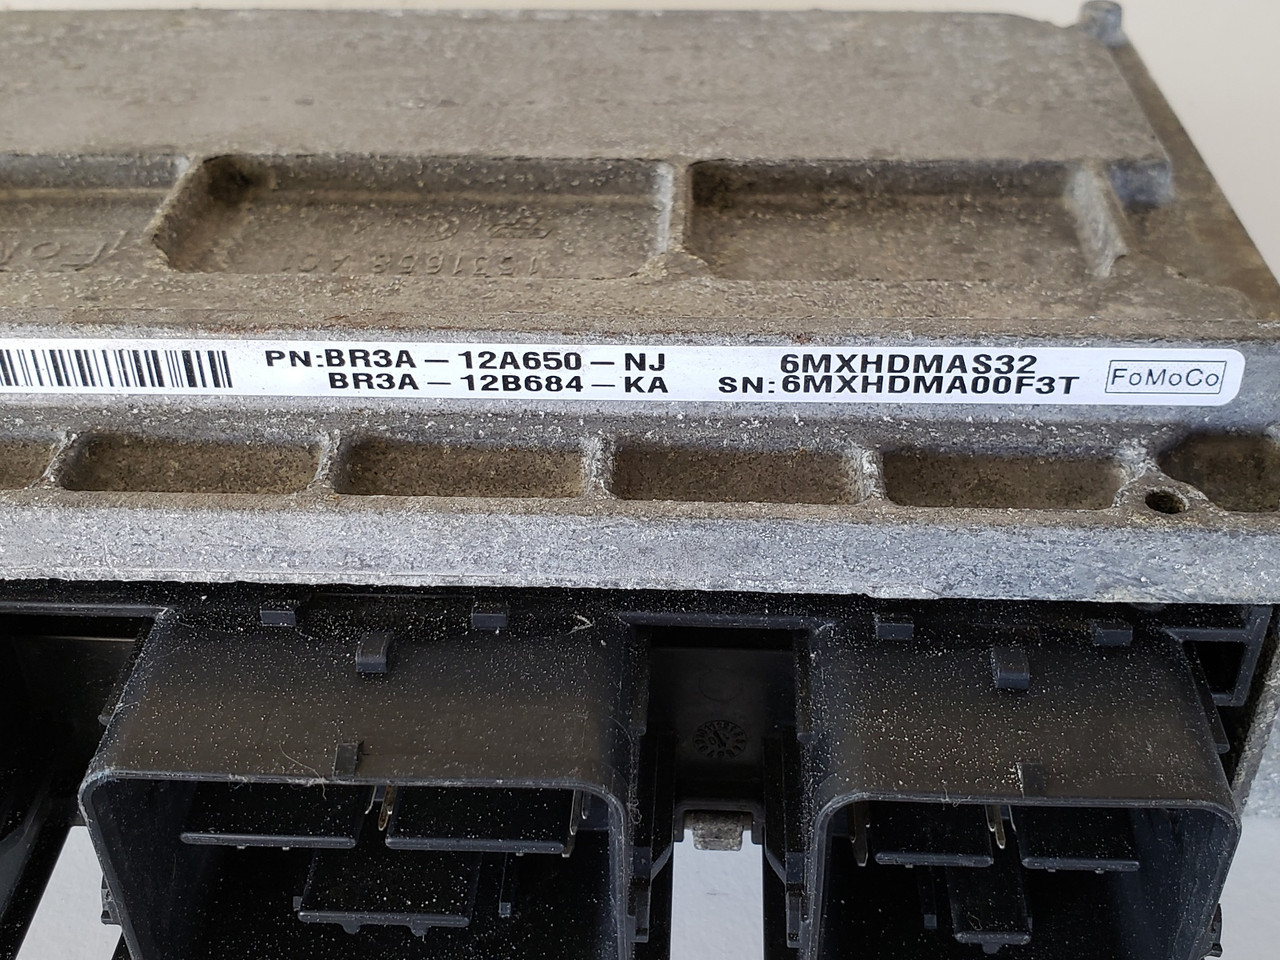 PN:BR3A-12A650-NJ 6MXHDMAS32
BR3A-12B684-KA SN:6MXHDMA00F3T
FoMoCo